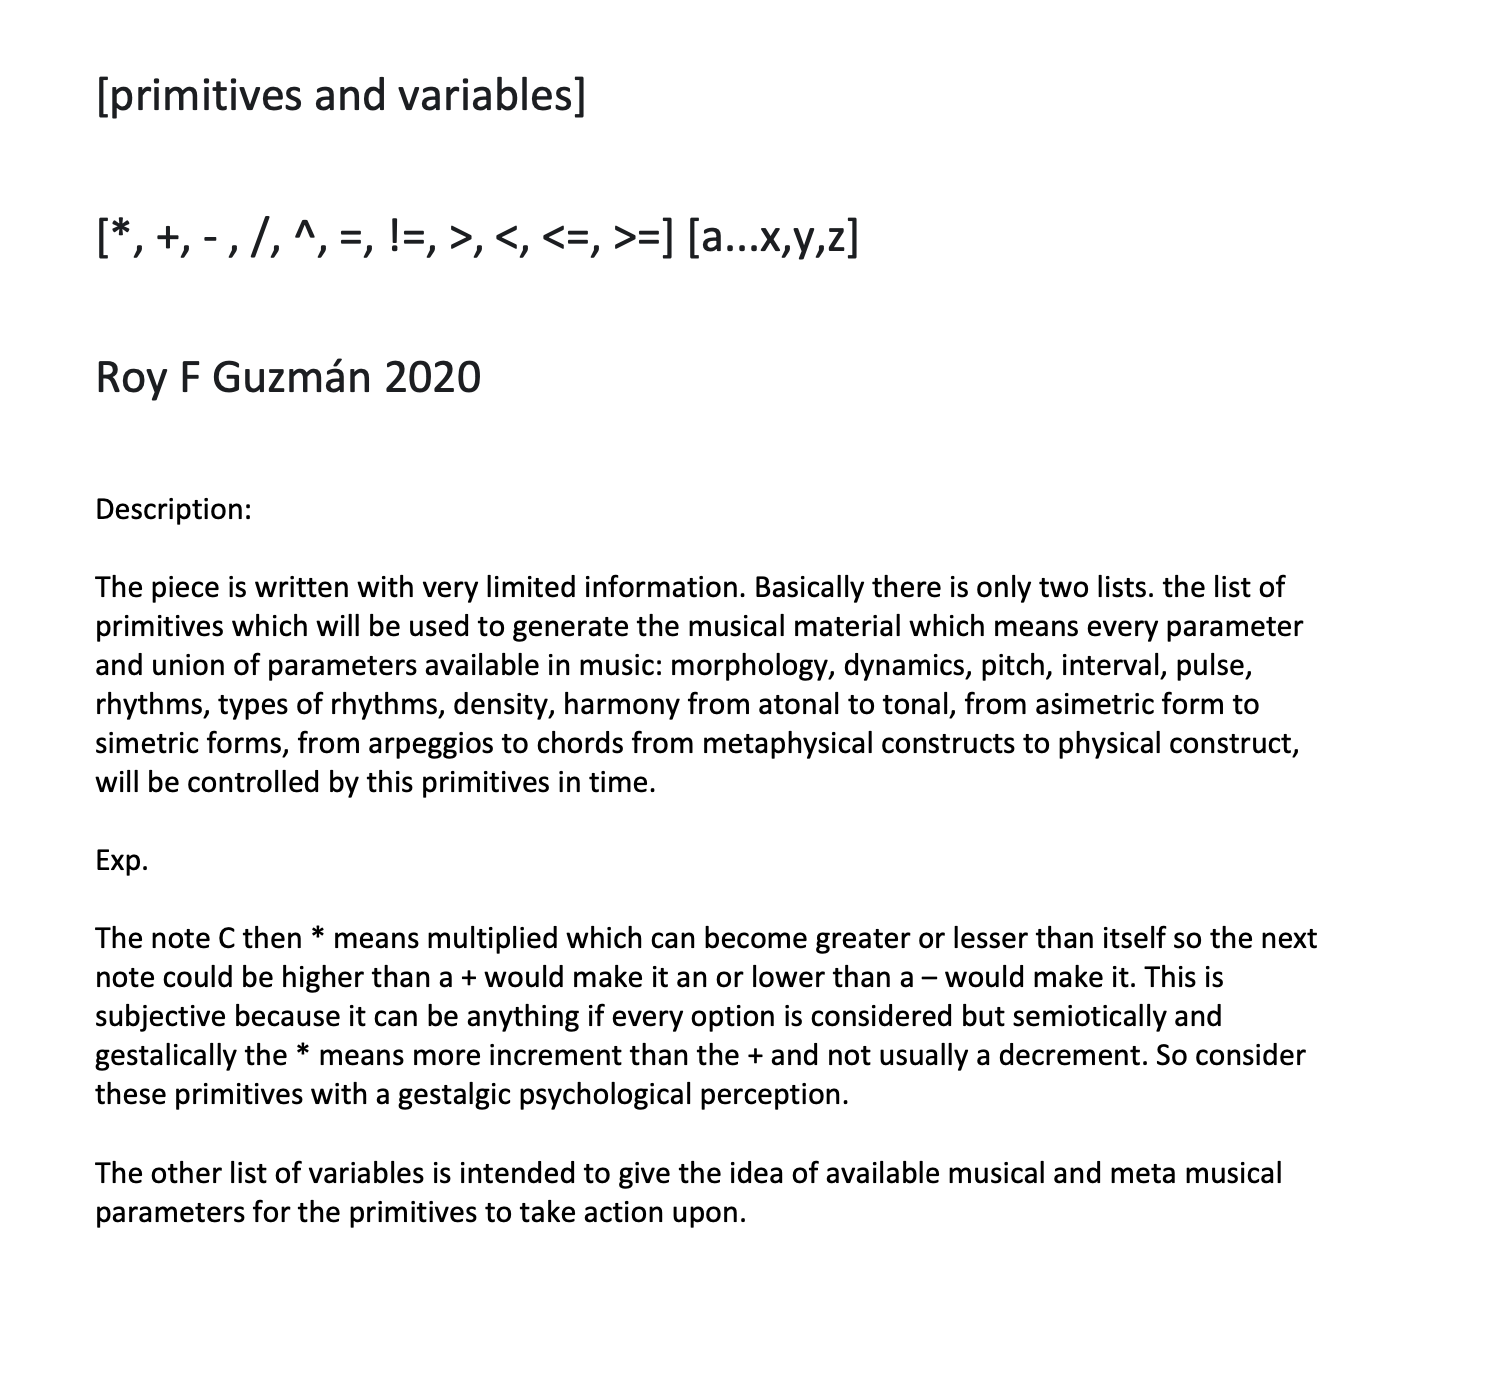 [primitives and variables]
[*, +, - , /, ^, =, !=, >, <, <=, >=] [a...x,y,z]
Roy F Guzmán 2020
Description:
The piece is written with very limited information. Basically there is only two lists. the list of
primitives which will be used to generate the musical material which means every parameter
and union of parameters available in music: morphology, dynamics, pitch, interval, pulse,
rhythms, types of rhythms, density, harmony from atonal to tonal, from asimetric form to
simetric forms, from arpeggios to chords from metaphysical constructs to physical construct,
will be controlled by this primitives in time.
Exp.
The note C then * means multiplied which can become greater or lesser than itself so the next
note could be higher than a + would make it an or lower than a – would make it. This is
subjective because it can be anything if every option is considered but semiotically and
gestalically the * means more increment than the + and not usually a decrement. So consider
these primitives with a gestalgic psychological perception.
The other list of variables is intended to give the idea of available musical and meta musical
parameters for the primitives to take action upon.